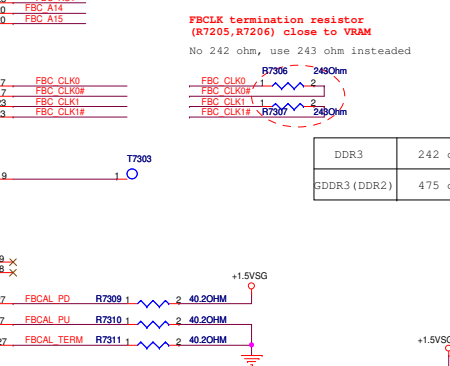 FBC_A14
FBC_A15
FBCLK termination resistor
(R7205,R7206) close to VRAM
No 242 ohm, use 243 ohm insteaded
R7306 243Ohm
FBC_CLK0 FBC_CLK0 1 2
FBC_CLK0# FBC_CLK0#
FBC_CLK1 FBC_CLK1 1 2
FBC_CLK1# FBC_CLK1# R7307 243Ohm
DDR3 242
GDDR3(DDR2) 475
T7303
9 1
+1.5VSG
FBCAL_PD R7309 1 2 40.2OHM
FBCAL_PU R7310 1 2 40.2OHM
FBCAL_TERM R7311 1 2 40.2OHM
+1.5VSG